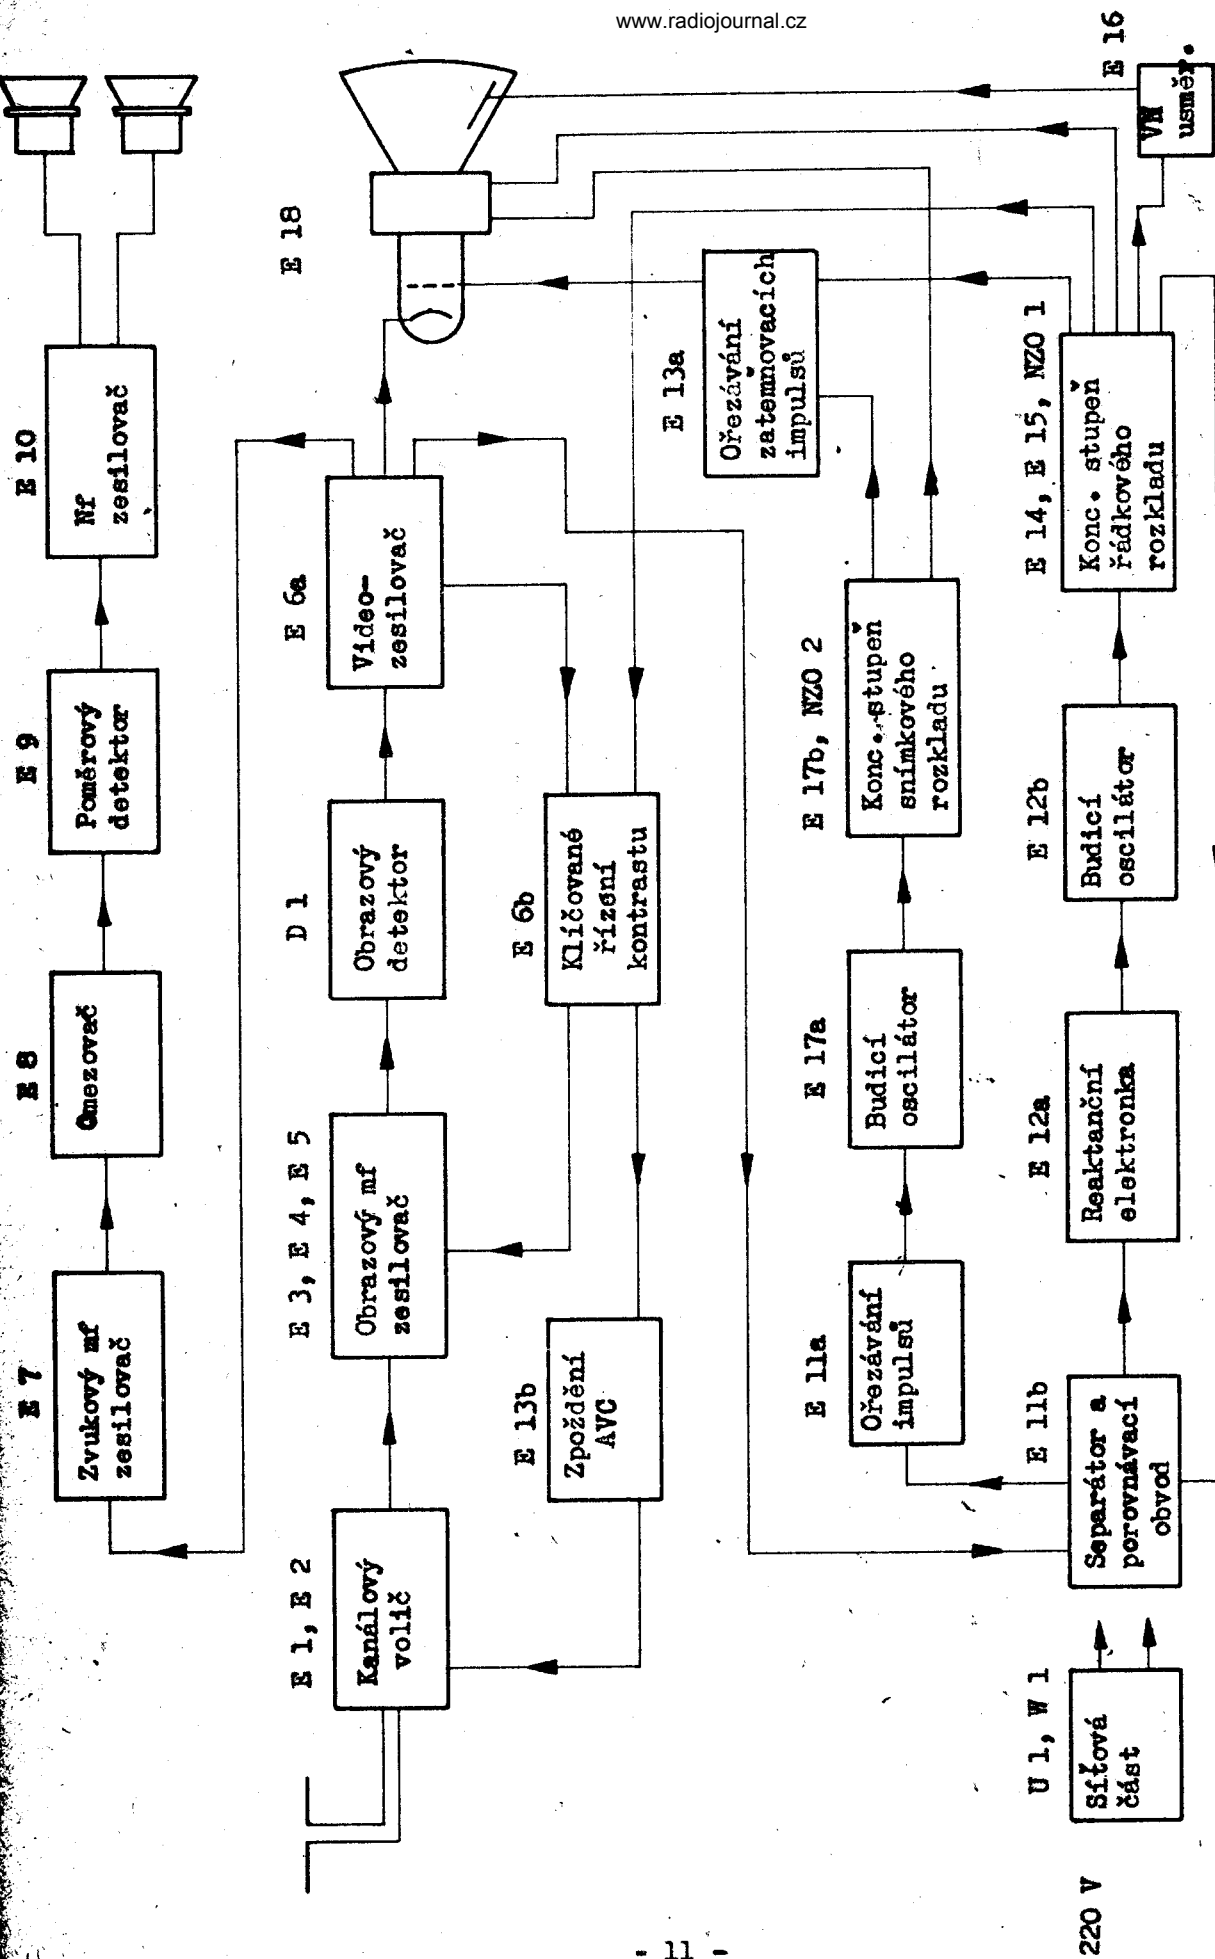 www.radiojournal.cz
E 7
Zvukový mf
zesilovač
E 8
Omezovač
E 9
Poměrový
detektor
E 10
Nf
zesilovač
E 1, E 2
Kanálový
volič
E 3, E 4, E 5
Obrazový mf
zesilovač
D 1
Obrazový
detektor
E 6a
Video-
zesilovač
E 18
E 13b
Zpoždění
AVC
E 6b
Klíčované
řízení
kontrastu
E 13a
Ořezávání
zatemňovacích
impulsů
E 11a
Ořezávání
impulsů
E 17a
Budicí
oscilátor
E 17b, NZO 2
Konc. stupeň
snímkového
rozkladu
220 V
U 1, W 1
Síťová
část
E 11b
Separátor a
porovnávací
obvod
E 12a
Reaktanční
elektronka
E 12b
Budicí
oscilátor
E 14, E 15, NZO 1
Konc. stupeň
řádkového
rozkladu
E 16
VN
usměr.
- 11 -